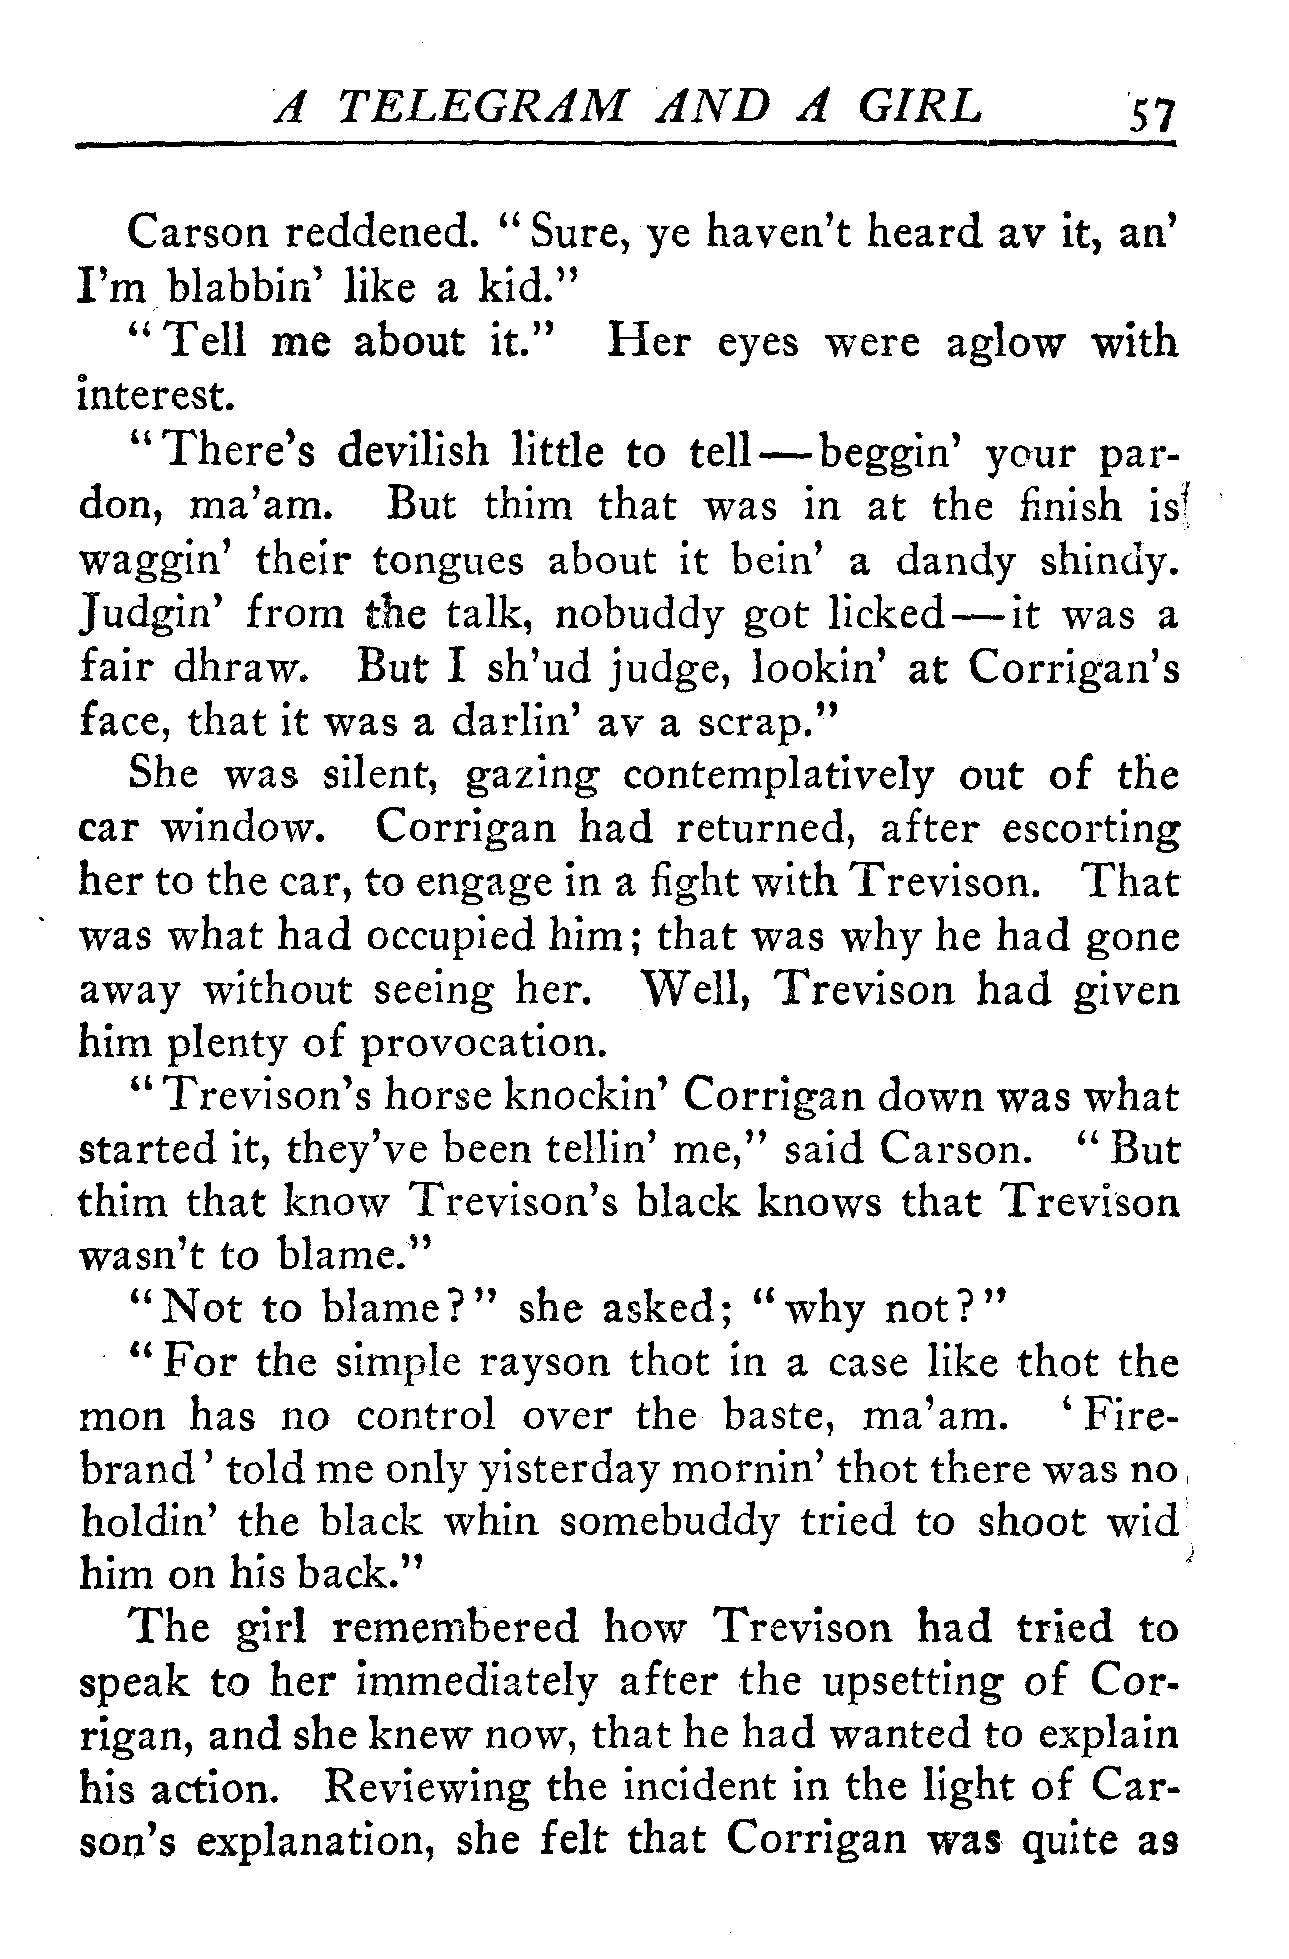 A TELEGRAM AND A GIRL 57
Carson reddened. "Sure, ye haven't heard av it, an'
I'm blabbin' like a kid."
"Tell me about it." Her eyes were aglow with
interest.
"There's devilish little to tell—beggin' your par-
don, ma'am. But thim that was in at the finish is
waggin' their tongues about it bein' a dandy shindy.
Judgin' from the talk, nobuddy got licked—it was a
fair dhraw. But I sh'ud judge, lookin' at Corrigan's
face, that it was a darlin' av a scrap."
She was silent, gazing contemplatively out of the
car window. Corrigan had returned, after escorting
her to the car, to engage in a fight with Trevison. That
was what had occupied him; that was why he had gone
away without seeing her. Well, Trevison had given
him plenty of provocation.
"Trevison's horse knockin' Corrigan down was what
started it, they've been tellin' me," said Carson. "But
thim that know Trevison's black knows that Trevison
wasn't to blame."
"Not to blame?" she asked; "why not?"
"For the simple rayson thot in a case like thot the
mon has no control over the baste, ma'am. 'Fire-
brand' told me only yisterday mornin' thot there was no
holdin' the black whin somebuddy tried to shoot wid
him on his back."
The girl remembered how Trevison had tried to
speak to her immediately after the upsetting of Cor-
rigan, and she knew now, that he had wanted to explain
his action. Reviewing the incident in the light of Car-
son's explanation, she felt that Corrigan was quite as